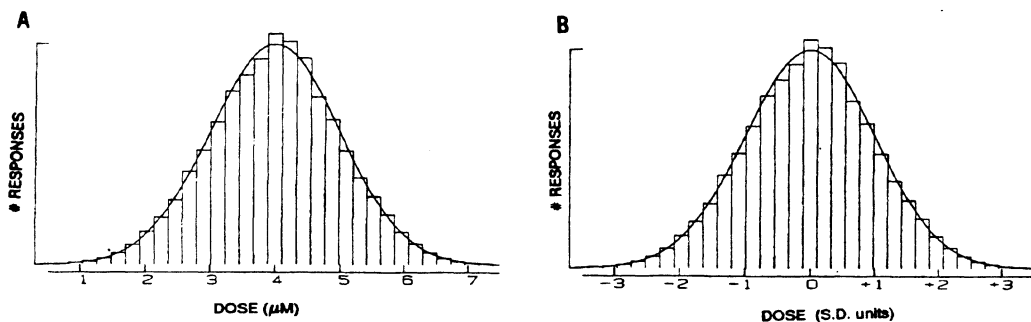 A
# RESPONSES
1 2 3 4 5 6 7
DOSE (µM)
B
# RESPONSES
-3 -2 -1 0 +1 +2 +3
DOSE (S.D. units)